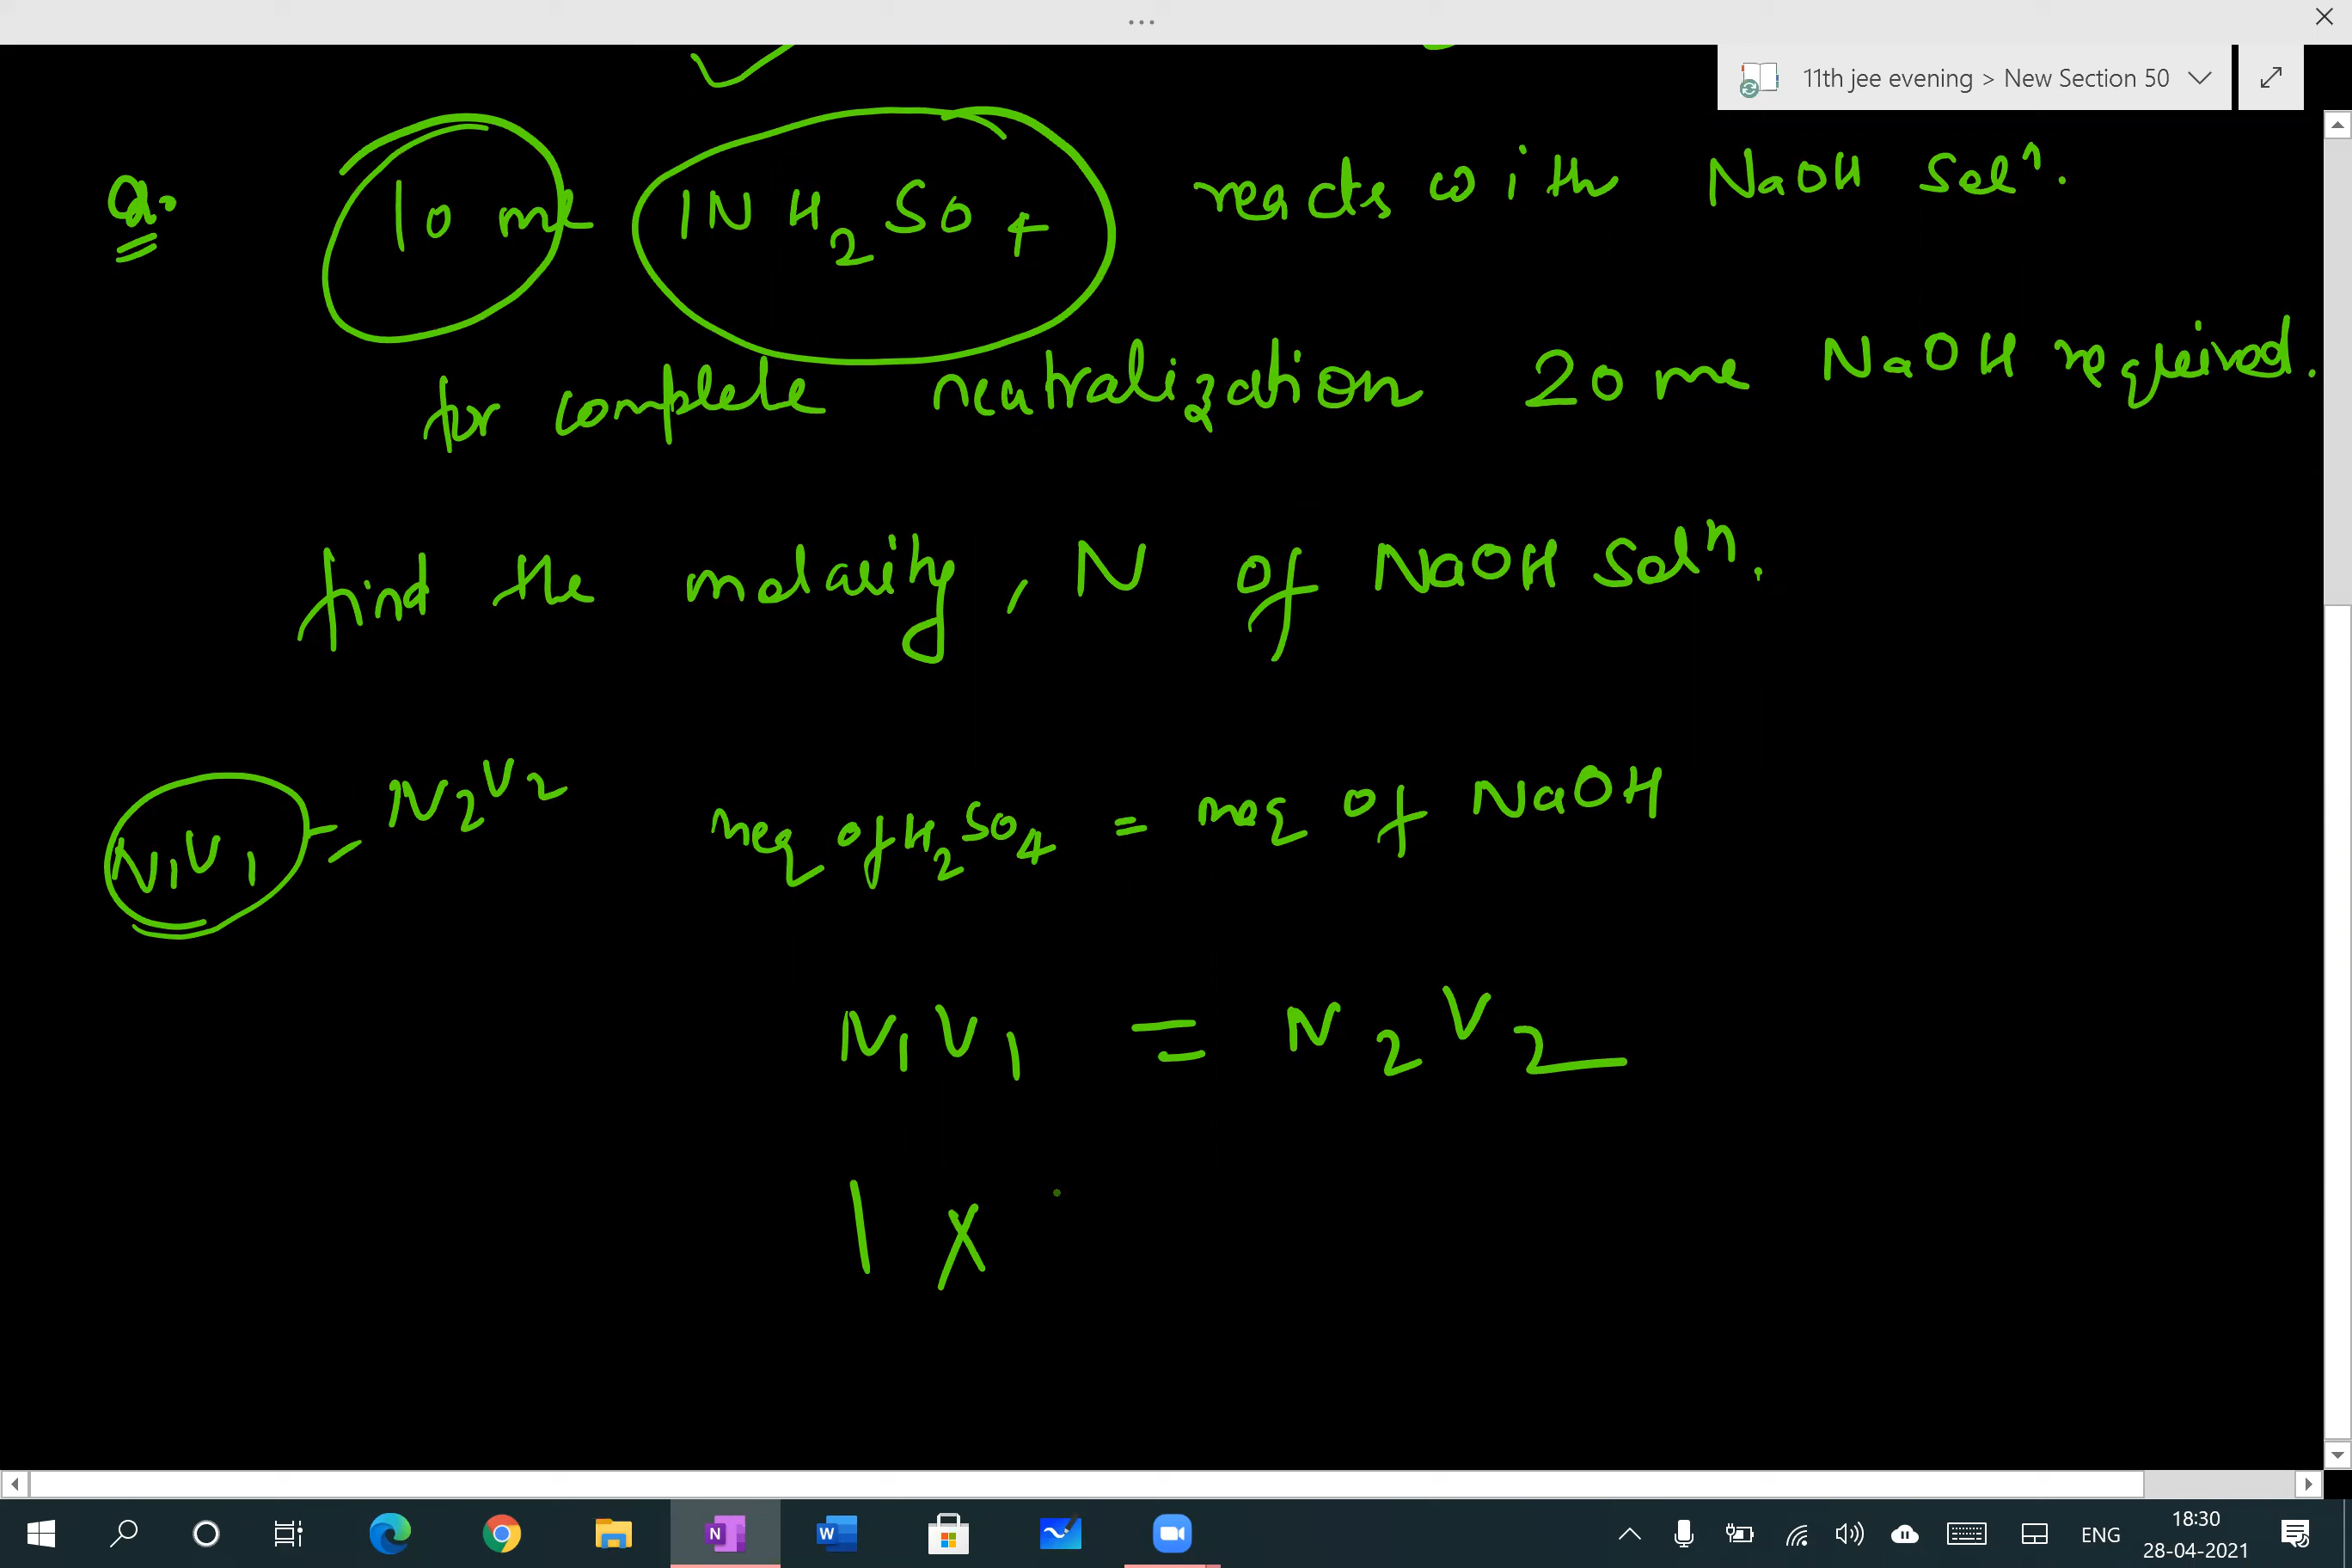 11th jee evening > New Section 50
Q. 10 ml 1N H2SO4 reacts with NaOH Solⁿ.
for complete neutralization 20 ml NaOH required.
find the molarity, N of NaOH Solⁿ.
N1V1 = N2V2 meq of H2SO4 = meq of NaOH
N1V1 = N2V2
1 x
ENG
18:30
28-04-2021